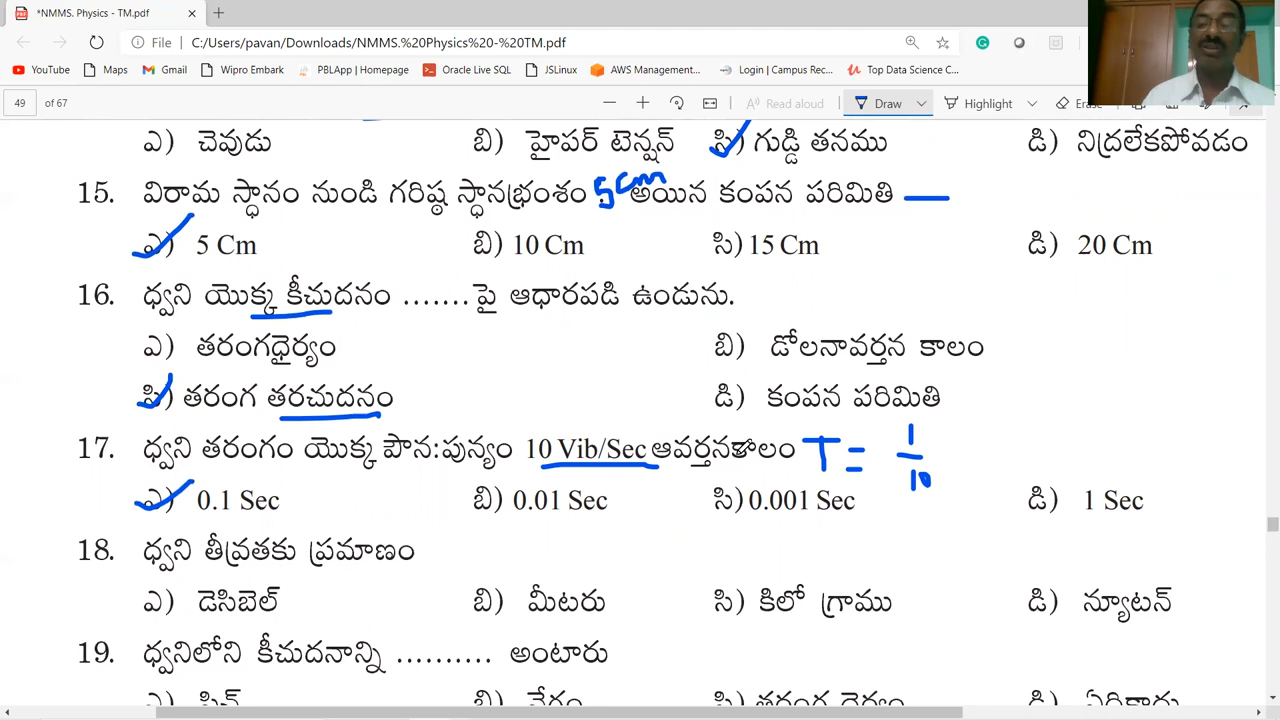 *NMMS. Physics - TM.pdf
File C:/Users/pavan/Downloads/NMMS.%20Physics%20-%20TM.pdf
YouTube Maps Gmail Wipro Embark PBLApp | Homepage Oracle Live SQL JSLinux AWS Management... Login | Campus Rec... Top Data Science C...
49 of 67 Read aloud Draw Highlight Erase
ఎ) చెవుడు బి) హైపర్ టెన్షన్ సి) గుడ్డి తనము డి) నిద్రలేకపోవడం
15. విరామ స్థానం నుండి గరిష్ఠ స్థానభ్రంశం 5cm అయిన కంపన పరిమితి
ఎ) 5 Cm బి) 10 Cm సి) 15 Cm డి) 20 Cm
16. ధ్వని యొక్క కీచుదనం ....... పై ఆధారపడి ఉండును.
ఎ) తరంగధైర్యం బి) డోలనావర్తన కాలం
సి) తరంగ తరచుదనం డి) కంపన పరిమితి
17. ధ్వని తరంగం యొక్క పౌన:పున్యం 10 Vib/Sec ఆవర్తనకాలం T = 1/10
ఎ) 0.1 Sec బి) 0.01 Sec సి) 0.001 Sec డి) 1 Sec
18. ధ్వని తీవ్రతకు ప్రమాణం
ఎ) డెసిబెల్ బి) మీటరు సి) కిలో గ్రాము డి) న్యూటన్
19. ధ్వనిలోని కీచుదనాన్ని .......... అంటారు
ఎ) పిచ్ బి) వేగం సి) తరంగ ధైర్యం డి) ఏదికాదు